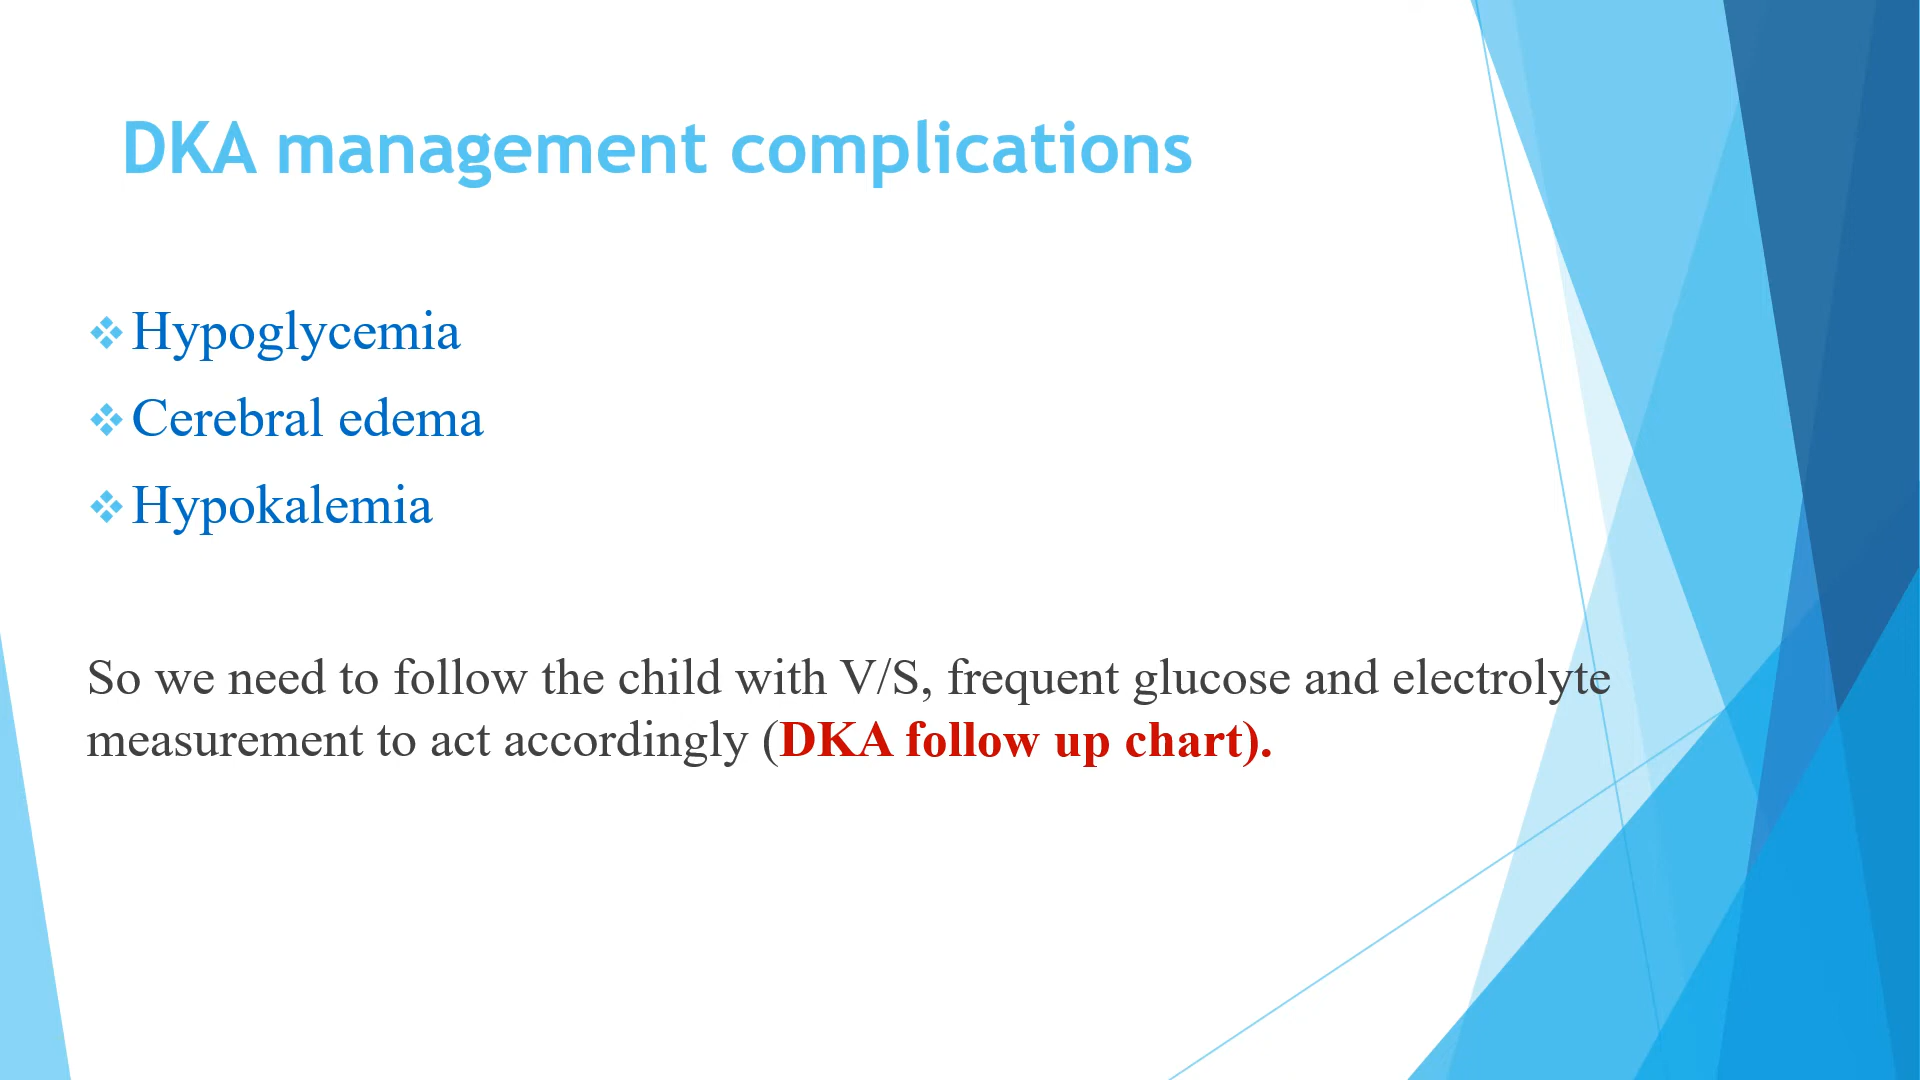 DKA management complications
Hypoglycemia
Cerebral edema
Hypokalemia
So we need to follow the child with V/S, frequent glucose and electrolyte
measurement to act accordingly (DKA follow up chart).